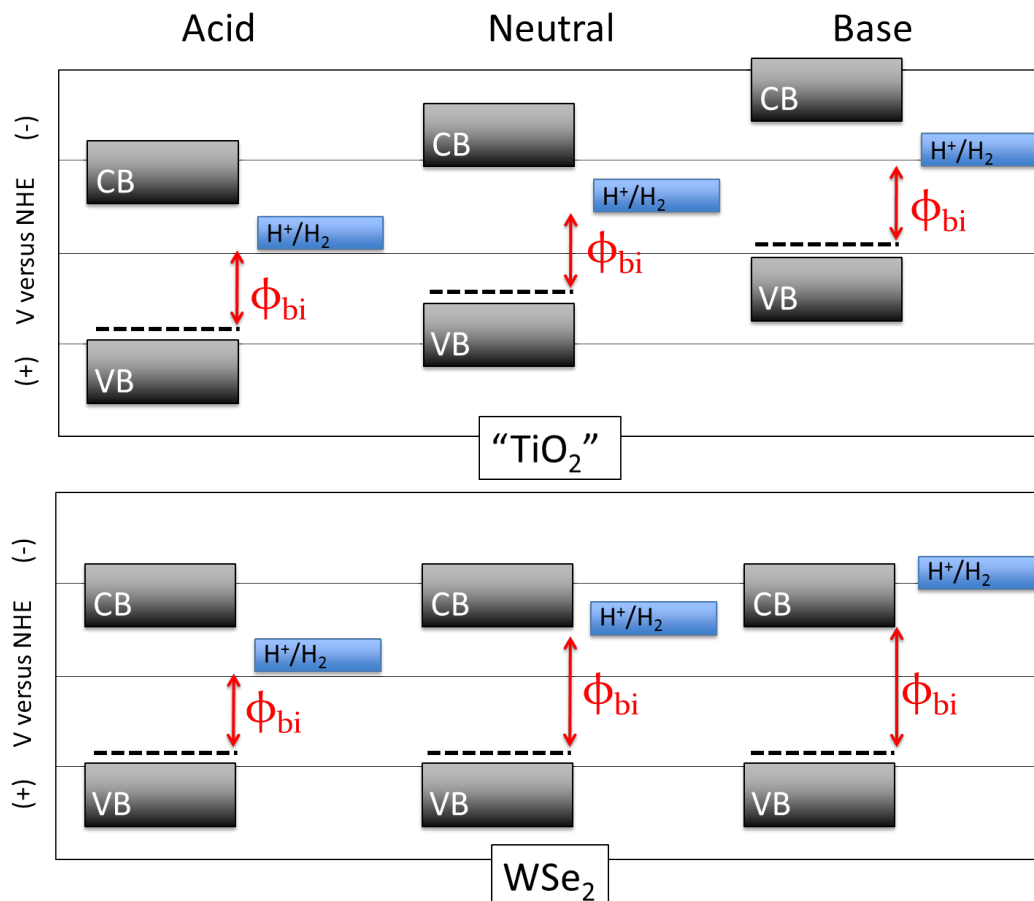 Acid
Neutral
Base
V versus NHE
(-)
(+)
CB
VB
H⁺/H₂
ϕbi
CB
VB
H⁺/H₂
ϕbi
CB
VB
H⁺/H₂
ϕbi
“TiO₂”
V versus NHE
(-)
(+)
CB
VB
H⁺/H₂
ϕbi
CB
VB
H⁺/H₂
ϕbi
CB
VB
H⁺/H₂
ϕbi
WSe₂